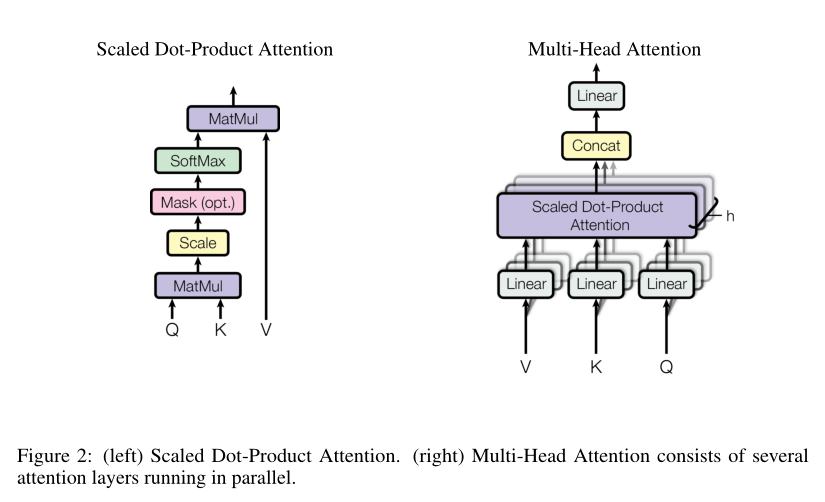 Scaled Dot-Product Attention
MatMul
SoftMax
Mask (opt.)
Scale
MatMul
Q K V
Multi-Head Attention
Linear
Concat
Scaled Dot-Product
Attention
h
Linear Linear Linear
V K Q
Figure 2: (left) Scaled Dot-Product Attention. (right) Multi-Head Attention consists of several
attention layers running in parallel.